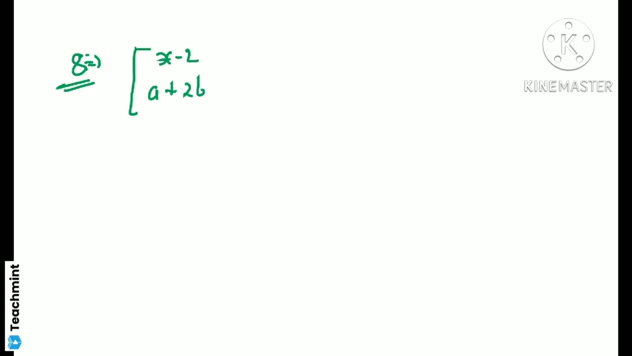 8=>
x-2
a+2b
KINEMASTER
Teachmint